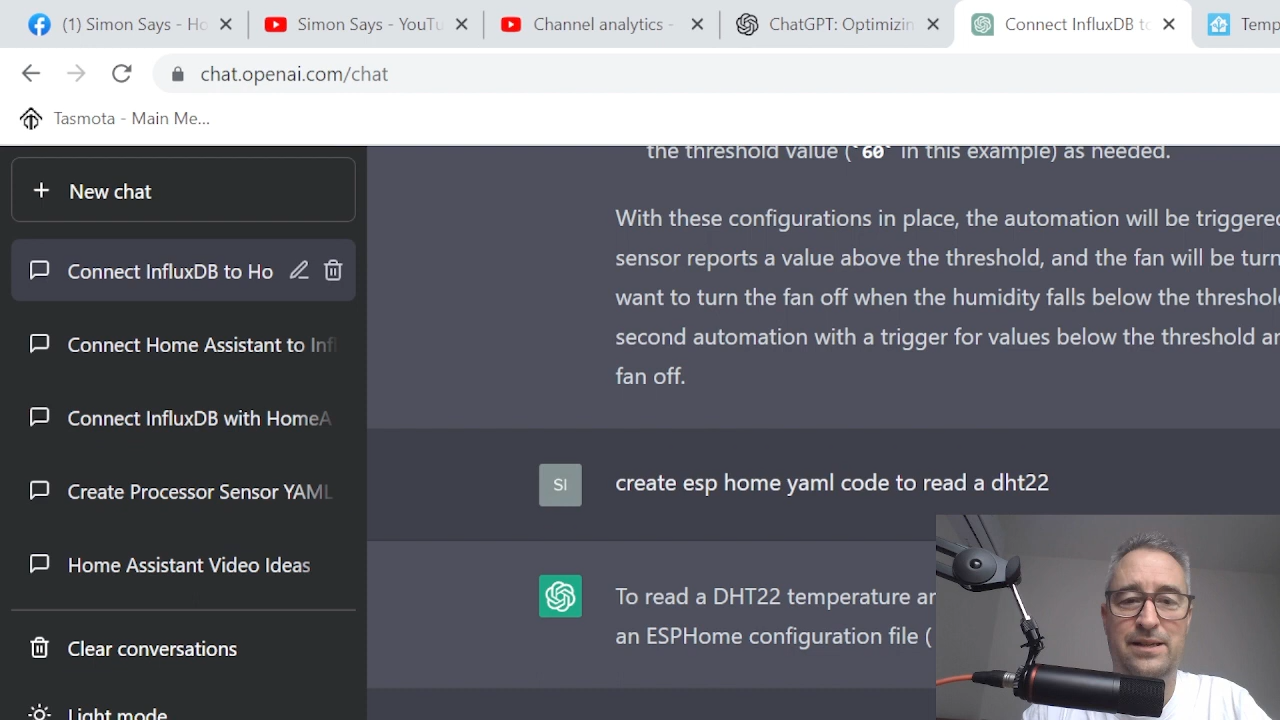 (1) Simon Says - Ho
Simon Says - YouTu
Channel analytics -
ChatGPT: Optimizin
Connect InfluxDB to
Temp
chat.openai.com/chat
Tasmota - Main Me...
New chat
Connect InfluxDB to Ho
Connect Home Assistant to Infl
Connect InfluxDB with HomeA
Create Processor Sensor YAML
Home Assistant Video Ideas
Clear conversations
Light mode
the threshold value (`60` in this example) as needed.
With these configurations in place, the automation will be triggered
sensor reports a value above the threshold, and the fan will be turn
want to turn the fan off when the humidity falls below the threshol
second automation with a trigger for values below the threshold an
fan off.
SI
create esp home yaml code to read a dht22
To read a DHT22 temperature an
an ESPHome configuration file (